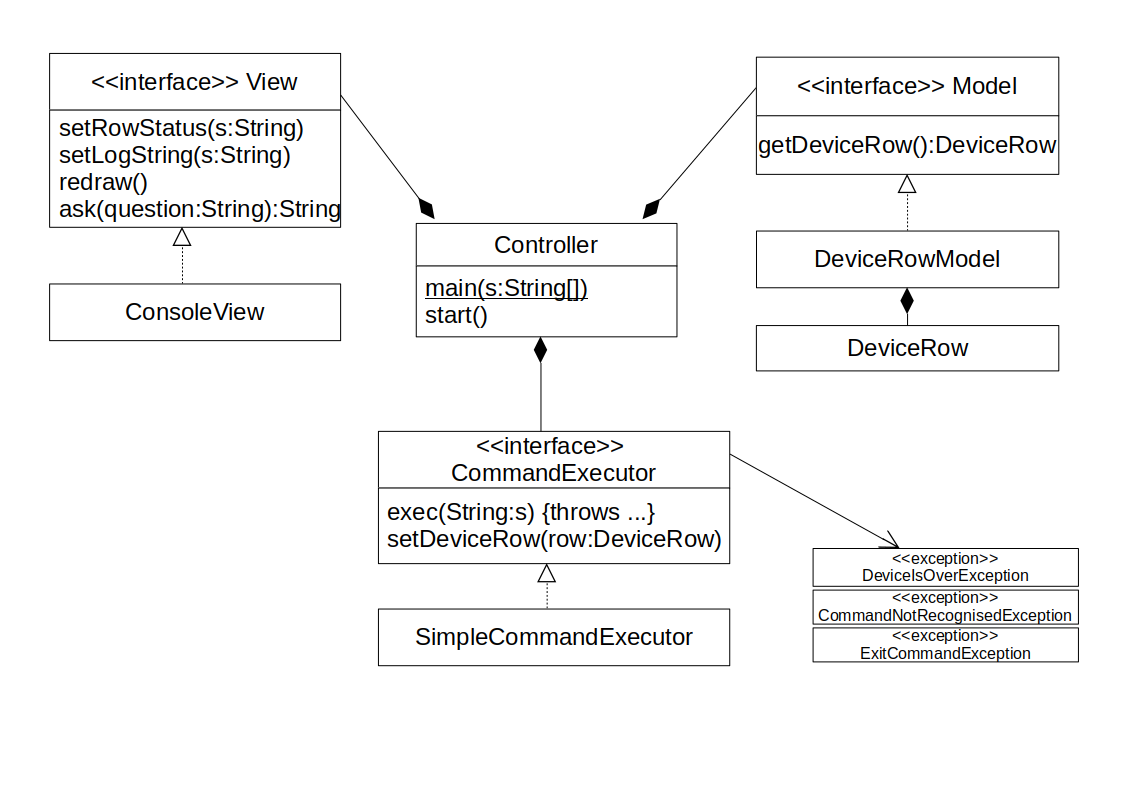 <<interface>> View
setRowStatus(s:String)
setLogString(s:String)
redraw()
ask(question:String):String
ConsoleView
<<interface>> Model
getDeviceRow():DeviceRow
DeviceRowModel
DeviceRow
Controller
main(s:String[])
start()
<<interface>>
CommandExecutor
exec(String:s) {throws ...}
setDeviceRow(row:DeviceRow)
SimpleCommandExecutor
<<exception>>
DeviceIsOverException
<<exception>>
CommandNotRecognisedException
<<exception>>
ExitCommandException